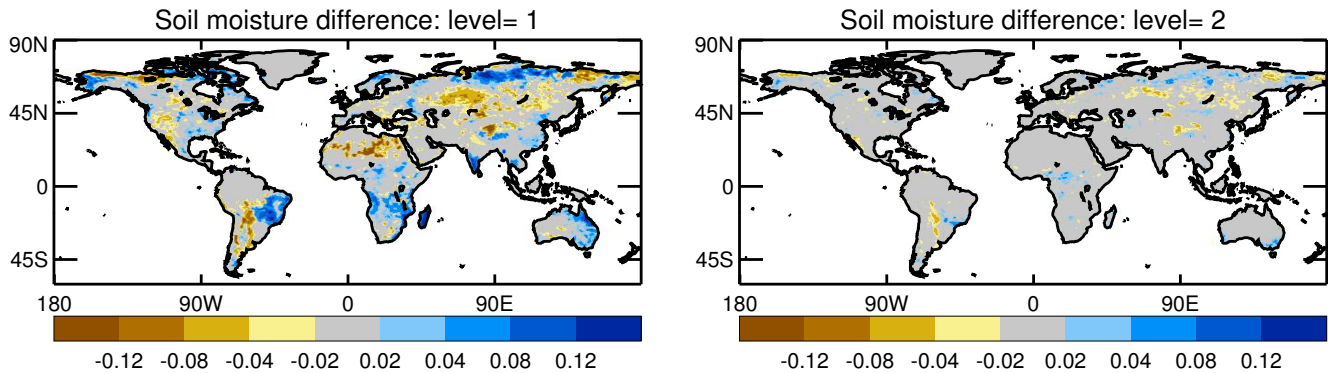 Soil moisture difference: level= 1
90N
45N
0
45S
180 90W 0 90E
-0.12 -0.08 -0.04 -0.02 0.02 0.04 0.08 0.12
Soil moisture difference: level= 2
90N
45N
0
45S
180 90W 0 90E
-0.12 -0.08 -0.04 -0.02 0.02 0.04 0.08 0.12